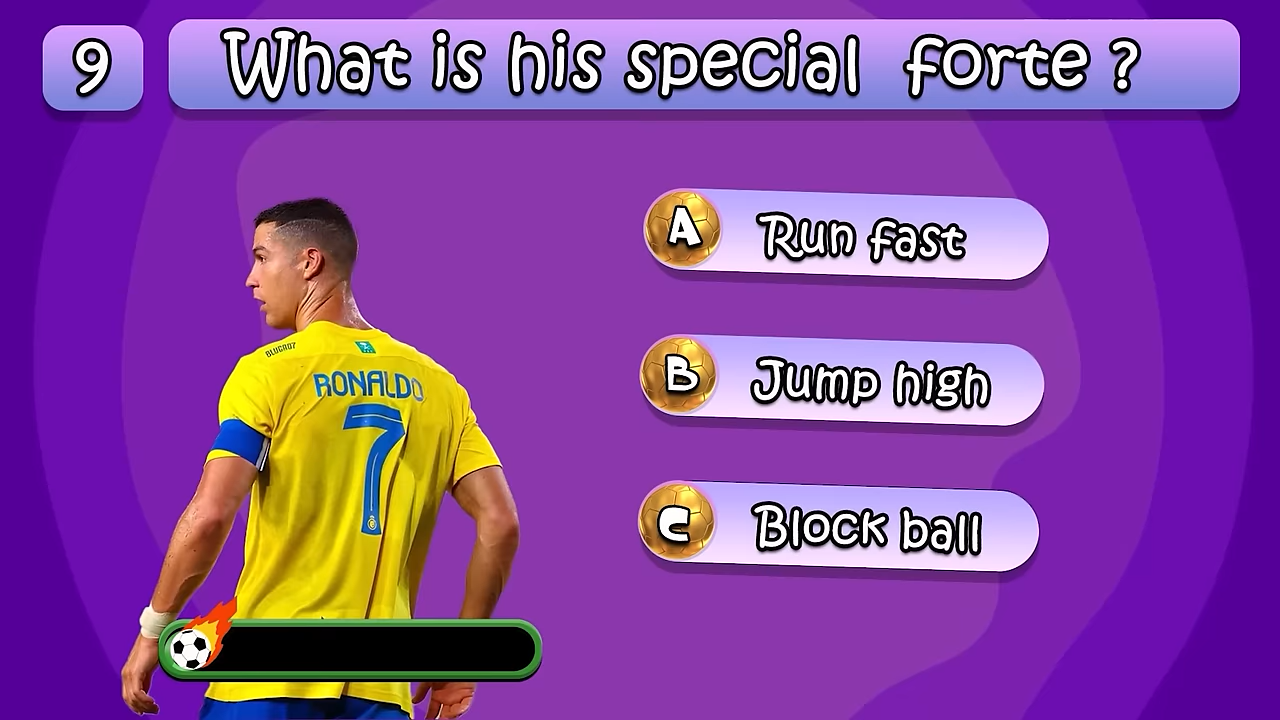 9
What is his special forte ?
A
Run fast
B
Jump high
C
Block ball
RONALDO
7